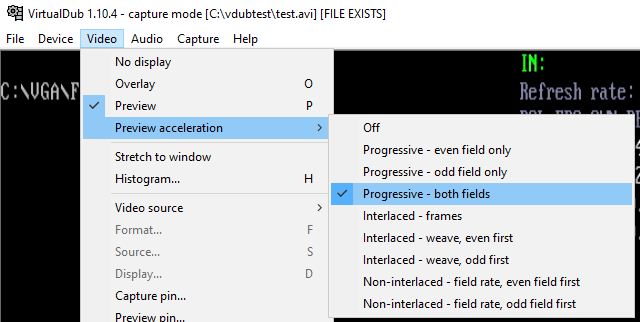 VirtualDub 1.10.4 - capture mode [C:\vdubtest\test.avi] [FILE EXISTS]
File Device Video Audio Capture Help
C:\VGA\F
IN:
Refresh rate:
No display
Overlay O
Preview P
Preview acceleration
Stretch to window
Histogram... H
Video source
Format... F
Source... S
Display... D
Capture pin...
Preview pin...
Off
Progressive - even field only
Progressive - odd field only
Progressive - both fields
Interlaced - frames
Interlaced - weave, even first
Interlaced - weave, odd first
Non-interlaced - field rate, even field first
Non-interlaced - field rate, odd field first